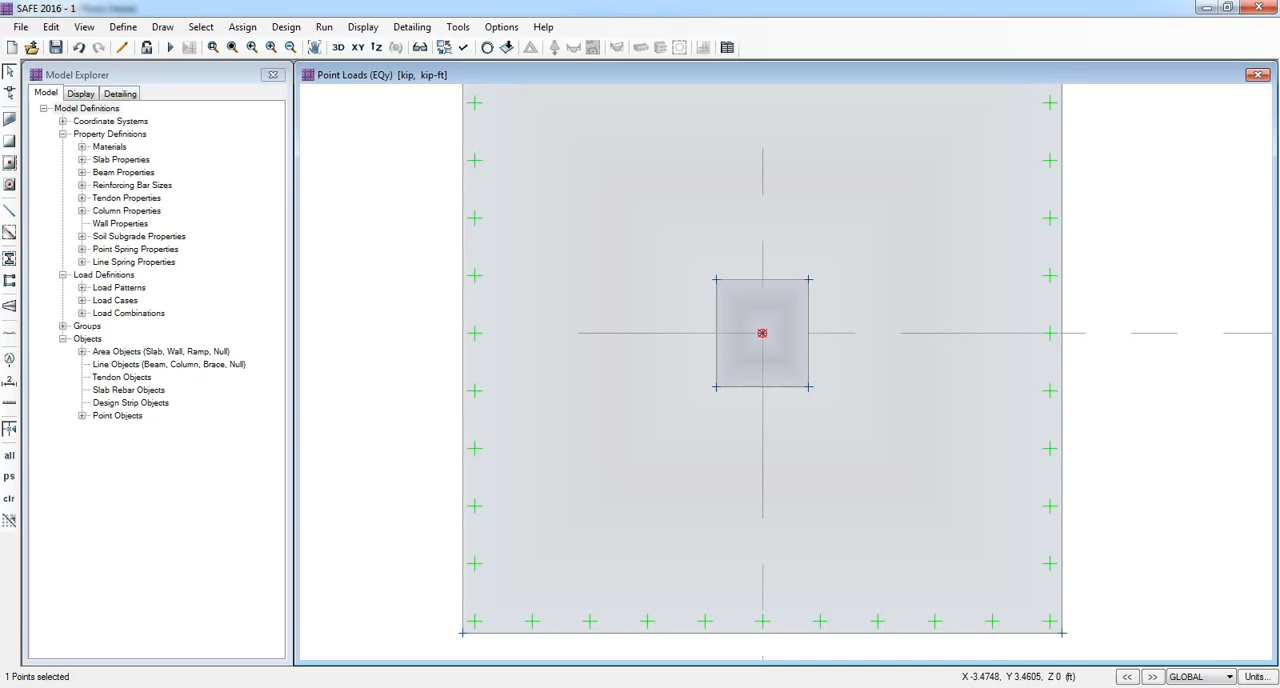 SAFE 2016 - 1
File Edit View Define Draw Select Assign Design Run Display Detailing Tools Options Help
3D XY
Model Explorer
Model Display Detailing
Model Definitions
Coordinate Systems
Property Definitions
Materials
Slab Properties
Beam Properties
Reinforcing Bar Sizes
Tendon Properties
Column Properties
Wall Properties
Soil Subgrade Properties
Point Spring Properties
Line Spring Properties
Load Definitions
Load Patterns
Load Cases
Load Combinations
Groups
Objects
Area Objects (Slab, Wall, Ramp, Null)
Line Objects (Beam, Column, Brace, Null)
Tendon Objects
Slab Rebar Objects
Design Strip Objects
Point Objects
all
ps
clr
Point Loads (EQy) [kip, kip-ft]
1 Points selected
X -3.4748, Y 3.4605, Z 0 (ft)
<< >> GLOBAL Units...